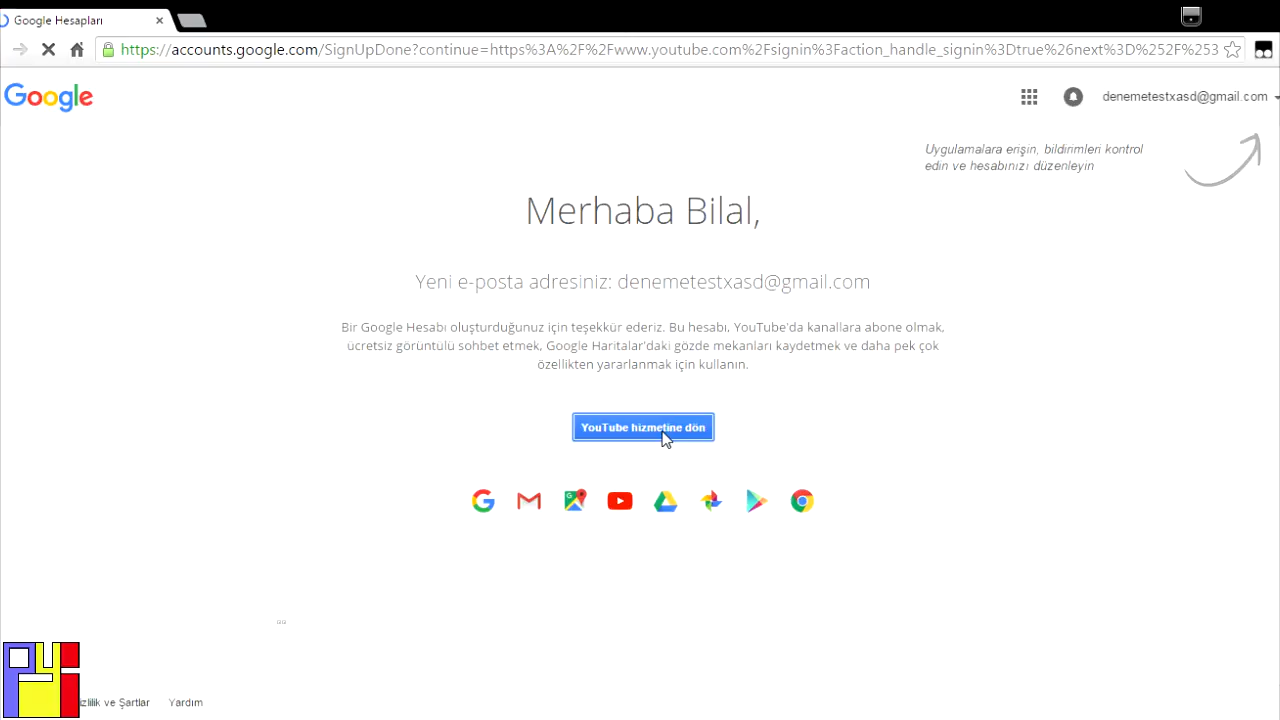 Google Hesapları
https://accounts.google.com/SignUpDone?continue=https%3A%2F%2Fwww.youtube.com%2Fsignin%3Faction_handle_signin%3Dtrue%26next%3D%252F%253
Google
denemetestxasd@gmail.com
Uygulamalara erişin, bildirimleri kontrol
edin ve hesabınızı düzenleyin
Merhaba Bilal,
Yeni e-posta adresiniz: denemetestxasd@gmail.com
Bir Google Hesabı oluşturduğunuz için teşekkür ederiz. Bu hesabı, YouTube'da kanallara abone olmak,
ücretsiz görüntülü sohbet etmek, Google Haritalar'daki gözde mekanları kaydetmek ve daha pek çok
özellikten yararlanmak için kullanın.
YouTube hizmetine dön
izlilik ve Şartlar Yardım